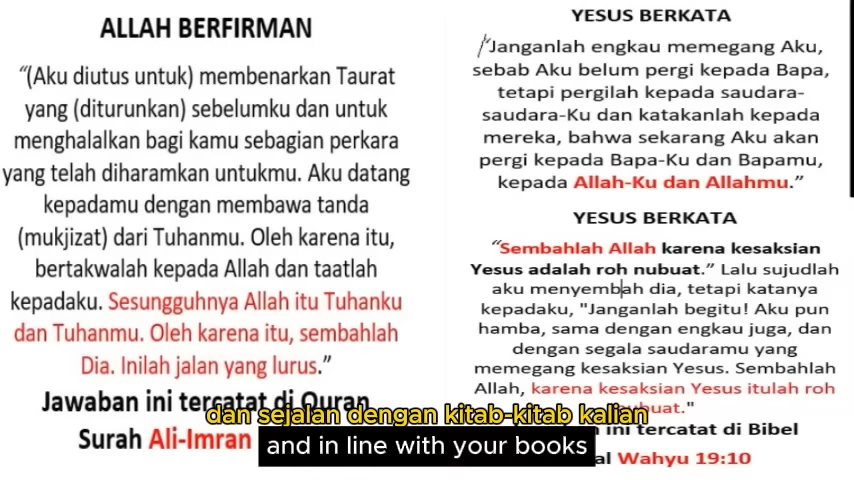 ALLAH BERFIRMAN
“(Aku diutus untuk) membenarkan Taurat
yang (diturunkan) sebelumku dan untuk
menghalalkan bagi kamu sebagian perkara
yang telah diharamkan untukmu. Aku datang
kepadamu dengan membawa tanda
(mukjizat) dari Tuhanmu. Oleh karena itu,
bertakwalah kepada Allah dan taatlah
kepadaku. Sesungguhnya Allah itu Tuhanku
dan Tuhanmu. Oleh karena itu, sembahlah
Dia. Inilah jalan yang lurus.”
Jawaban ini tercatat di Quran
Surah Ali-Imran
YESUS BERKATA
"Janganlah engkau memegang Aku,
sebab Aku belum pergi kepada Bapa,
tetapi pergilah kepada saudara-
saudara-Ku dan katakanlah kepada
mereka, bahwa sekarang Aku akan
pergi kepada Bapa-Ku dan Bapamu,
kepada Allah-Ku dan Allahmu.”
YESUS BERKATA
“Sembahlah Allah karena kesaksian
Yesus adalah roh nubuat.” Lalu sujudlah
aku menyembah dia, tetapi katanya
kepadaku, "Janganlah begitu! Aku pun
hamba, sama dengan engkau juga, dan
dengan segala saudaramu yang
memegang kesaksian Yesus. Sembahlah
Allah, karena kesaksian Yesus itulah roh
ini tercatat di Bibel
Wahyu 19:10
dan sejalan dengan kitab-kitab kalian
and in line with your books